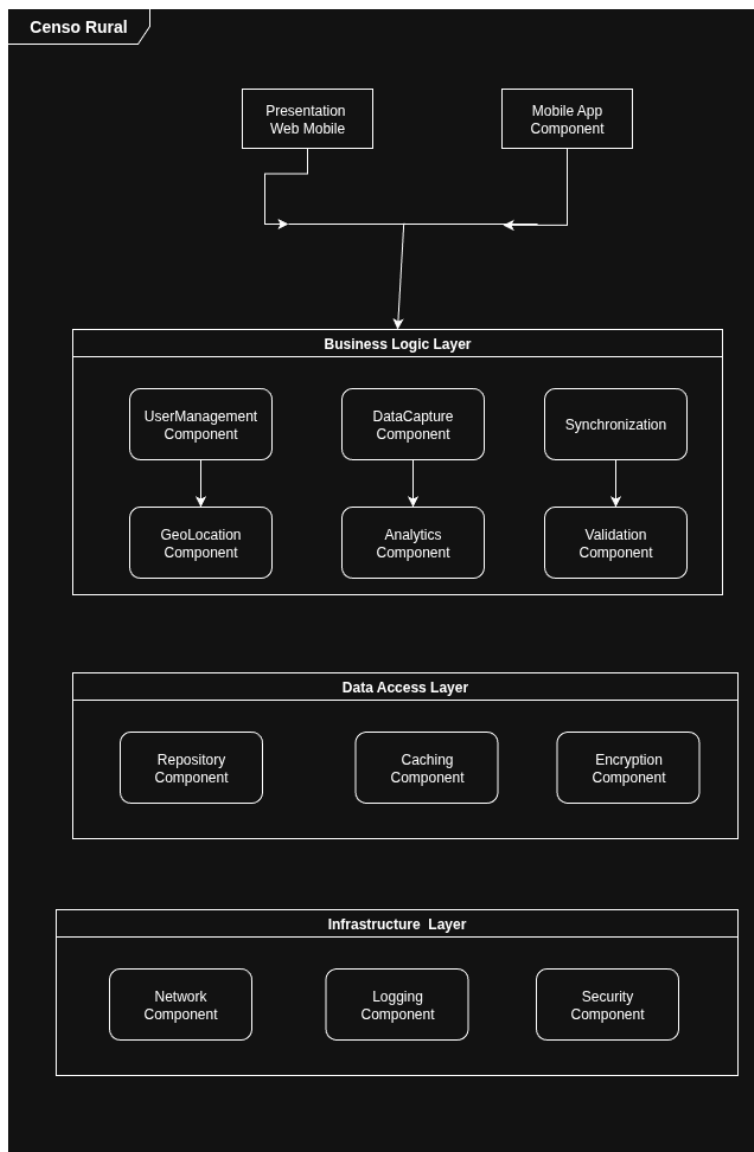 Censo Rural
Presentation
Web Mobile
Mobile App
Component
Business Logic Layer
UserManagement
Component
DataCapture
Component
Synchronization
GeoLocation
Component
Analytics
Component
Validation
Component
Data Access Layer
Repository
Component
Caching
Component
Encryption
Component
Infrastructure  Layer
Network
Component
Logging
Component
Security
Component